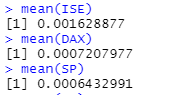 > mean(ISE)
[1] 0.001628877
> mean(DAX)
[1] 0.0007207977
> mean(SP)
[1] 0.0006432991